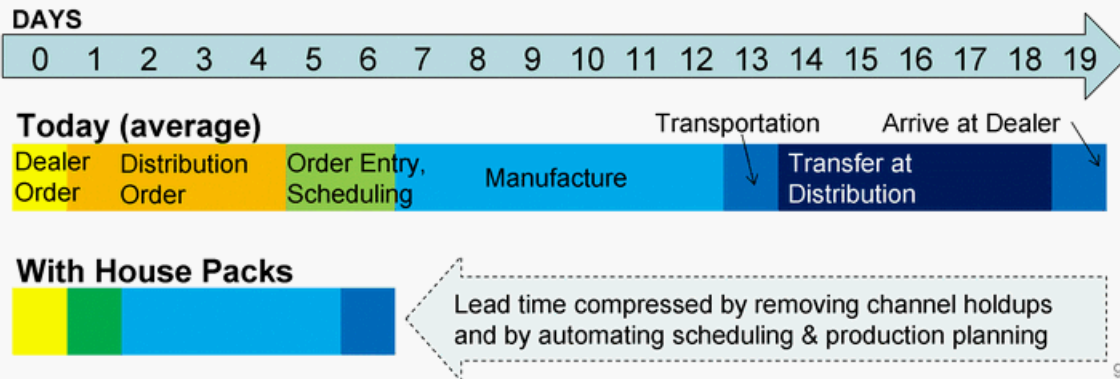 DAYS
0 1 2 3 4 5 6 7 8 9 10 11 12 13 14 15 16 17 18 19
Today (average)
Transportation
Arrive at Dealer
Dealer
Order
Distribution
Order
Order Entry,
Scheduling
Manufacture
Transfer at
Distribution
With House Packs
Lead time compressed by removing channel holdups
and by automating scheduling & production planning